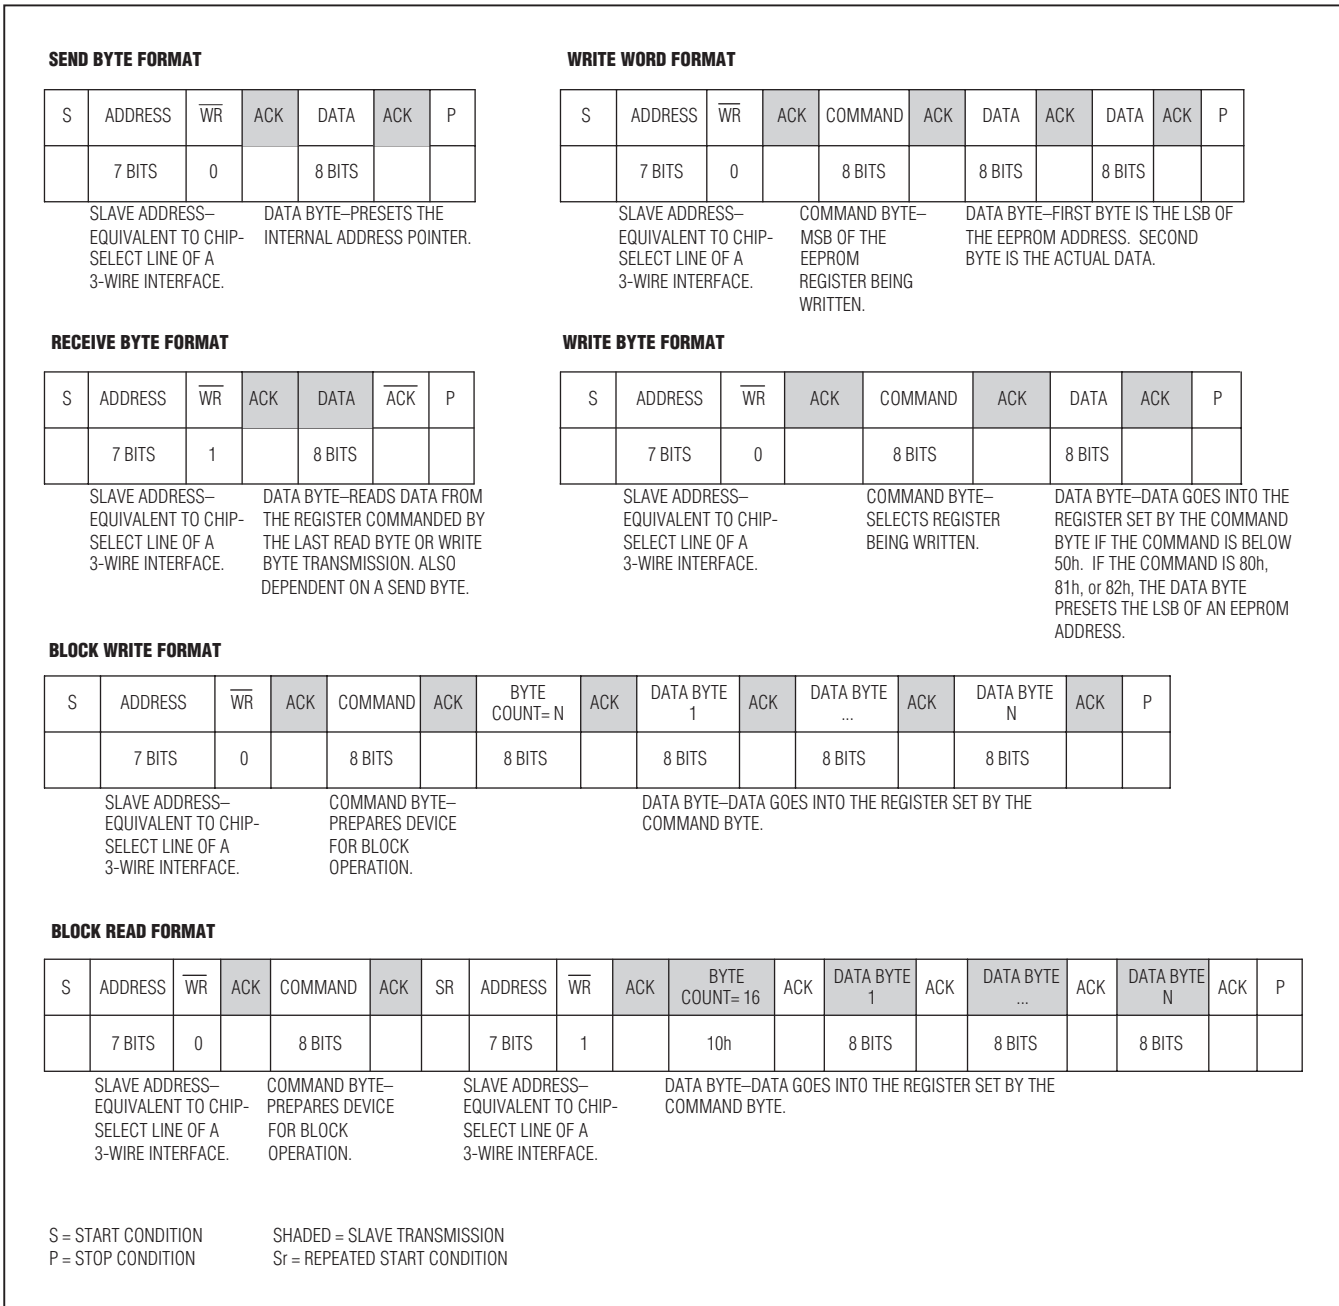 SEND BYTE FORMAT
S ADDRESS WR ACK DATA ACK P
7 BITS 0 8 BITS
SLAVE ADDRESS–
EQUIVALENT TO CHIP-
SELECT LINE OF A
3-WIRE INTERFACE.
DATA BYTE–PRESETS THE
INTERNAL ADDRESS POINTER.
WRITE WORD FORMAT
S ADDRESS WR ACK COMMAND ACK DATA ACK DATA ACK P
7 BITS 0 8 BITS 8 BITS 8 BITS
SLAVE ADDRESS–
EQUIVALENT TO CHIP-
SELECT LINE OF A
3-WIRE INTERFACE.
COMMAND BYTE–
MSB OF THE
EEPROM
REGISTER BEING
WRITTEN.
DATA BYTE–FIRST BYTE IS THE LSB OF
THE EEPROM ADDRESS. SECOND
BYTE IS THE ACTUAL DATA.
RECEIVE BYTE FORMAT
S ADDRESS WR ACK DATA ACK P
7 BITS 1 8 BITS
SLAVE ADDRESS–
EQUIVALENT TO CHIP-
SELECT LINE OF A
3-WIRE INTERFACE.
DATA BYTE–READS DATA FROM
THE REGISTER COMMANDED BY
THE LAST READ BYTE OR WRITE
BYTE TRANSMISSION. ALSO
DEPENDENT ON A SEND BYTE.
WRITE BYTE FORMAT
S ADDRESS WR ACK COMMAND ACK DATA ACK P
7 BITS 0 8 BITS 8 BITS
SLAVE ADDRESS–
EQUIVALENT TO CHIP-
SELECT LINE OF A
3-WIRE INTERFACE.
COMMAND BYTE–
SELECTS REGISTER
BEING WRITTEN.
DATA BYTE–DATA GOES INTO THE
REGISTER SET BY THE COMMAND
BYTE IF THE COMMAND IS BELOW
50h. IF THE COMMAND IS 80h,
81h, or 82h, THE DATA BYTE
PRESETS THE LSB OF AN EEPROM
ADDRESS.
BLOCK WRITE FORMAT
S ADDRESS WR ACK COMMAND ACK BYTE COUNT= N ACK DATA BYTE 1 ACK DATA BYTE ... ACK DATA BYTE N ACK P
7 BITS 0 8 BITS 8 BITS 8 BITS 8 BITS 8 BITS
SLAVE ADDRESS–
EQUIVALENT TO CHIP-
SELECT LINE OF A
3-WIRE INTERFACE.
COMMAND BYTE–
PREPARES DEVICE
FOR BLOCK
OPERATION.
DATA BYTE–DATA GOES INTO THE REGISTER SET BY THE
COMMAND BYTE.
BLOCK READ FORMAT
S ADDRESS WR ACK COMMAND ACK SR ADDRESS WR ACK BYTE COUNT= 16 ACK DATA BYTE 1 ACK DATA BYTE ... ACK DATA BYTE N ACK P
7 BITS 0 8 BITS 7 BITS 1 10h 8 BITS 8 BITS 8 BITS
SLAVE ADDRESS–
EQUIVALENT TO CHIP-
SELECT LINE OF A
3-WIRE INTERFACE.
COMMAND BYTE–
PREPARES DEVICE
FOR BLOCK
OPERATION.
SLAVE ADDRESS–
EQUIVALENT TO CHIP-
SELECT LINE OF A
3-WIRE INTERFACE.
DATA BYTE–DATA GOES INTO THE REGISTER SET BY THE
COMMAND BYTE.
S = START CONDITION
P = STOP CONDITION
SHADED = SLAVE TRANSMISSION
Sr = REPEATED START CONDITION